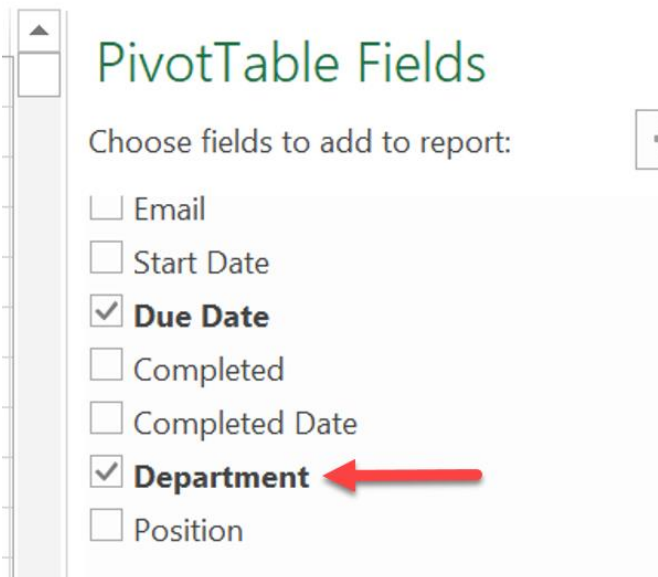 PivotTable Fields
Choose fields to add to report:
Email
Start Date
Due Date
Completed
Completed Date
Department
Position